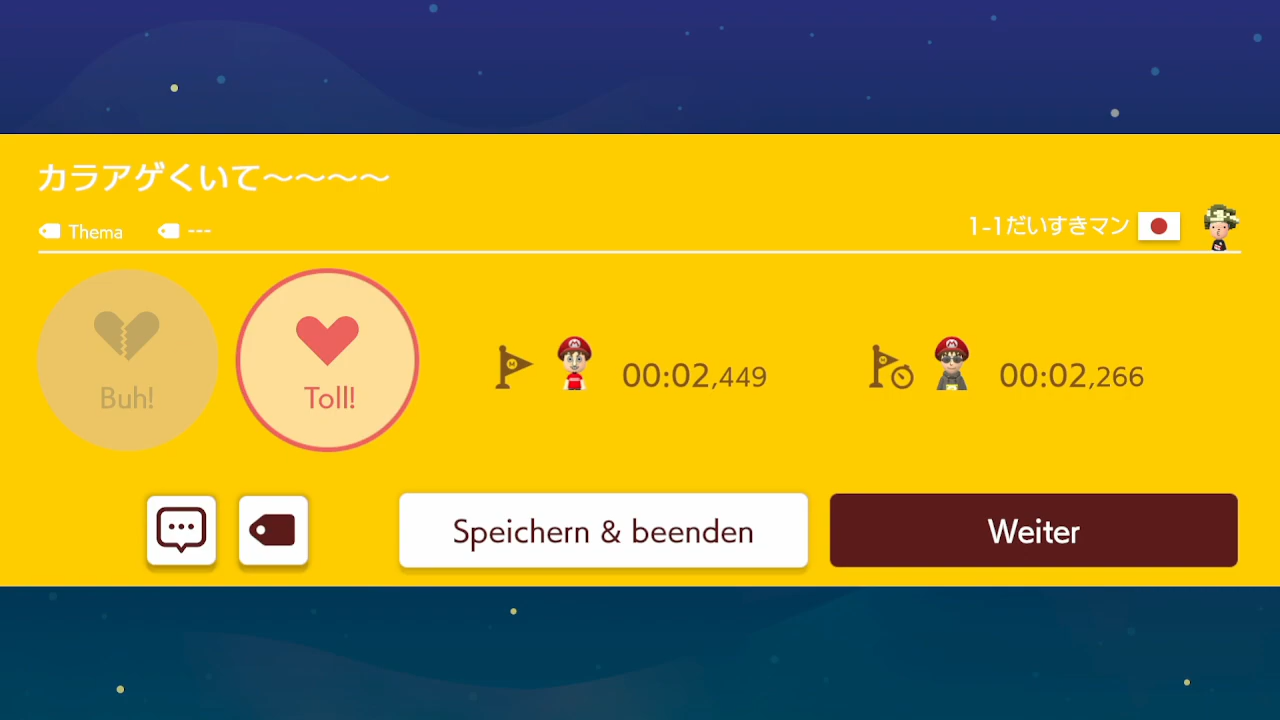 カラアゲくいて～～～～
Thema ---
1-1だいすきマン
Buh!
Toll!
00:02,449
00:02,266
Speichern & beenden
Weiter